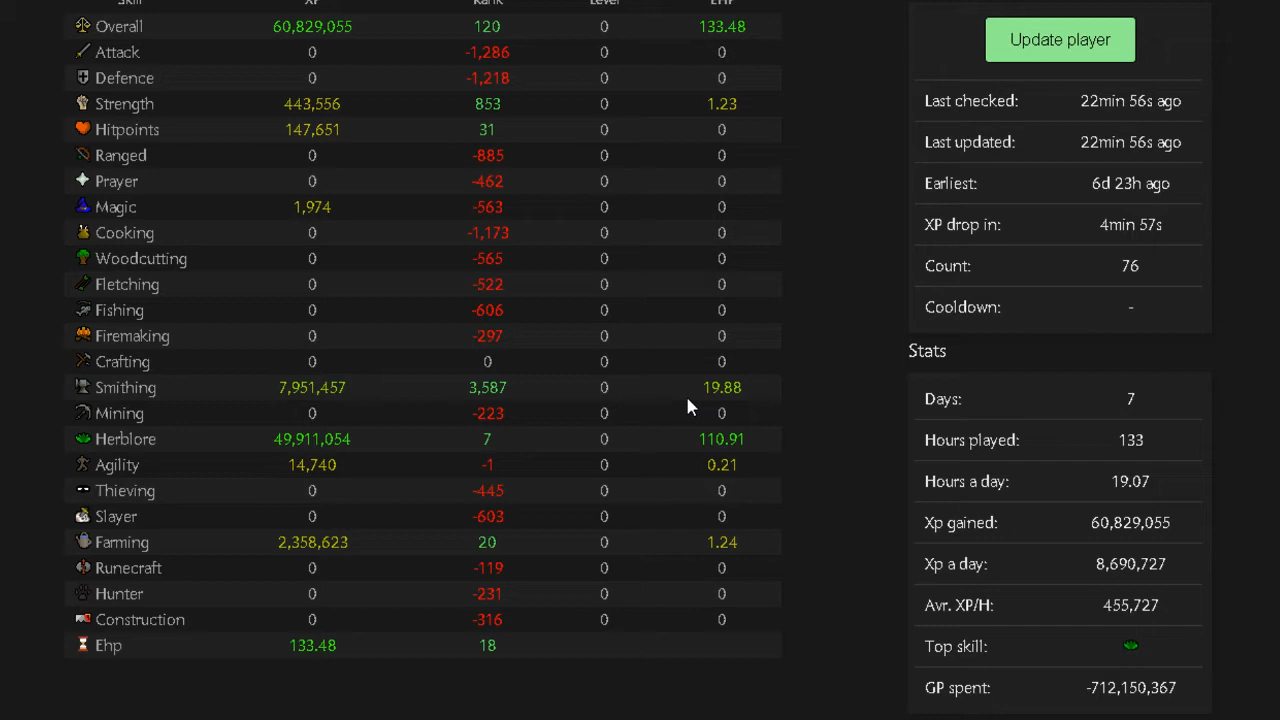 Skill XP Rank Level EHP
Overall 60,829,055 120 0 133.48
Attack 0 -1,286 0 0
Defence 0 -1,218 0 0
Strength 443,556 853 0 1.23
Hitpoints 147,651 31 0 0
Ranged 0 -885 0 0
Prayer 0 -462 0 0
Magic 1,974 -563 0 0
Cooking 0 -1,173 0 0
Woodcutting 0 -565 0 0
Fletching 0 -522 0 0
Fishing 0 -606 0 0
Firemaking 0 -297 0 0
Crafting 0 0 0 0
Smithing 7,951,457 3,587 0 19.88
Mining 0 -223 0 0
Herblore 49,911,054 7 0 110.91
Agility 14,740 -1 0 0.21
Thieving 0 -445 0 0
Slayer 0 -603 0 0
Farming 2,358,623 20 0 1.24
Runecraft 0 -119 0 0
Hunter 0 -231 0 0
Construction 0 -316 0 0
Ehp 133.48 18
Update player
Last checked: 22min 56s ago
Last updated: 22min 56s ago
Earliest: 6d 23h ago
XP drop in: 4min 57s
Count: 76
Cooldown: -
Stats
Days: 7
Hours played: 133
Hours a day: 19.07
Xp gained: 60,829,055
Xp a day: 8,690,727
Avr. XP/H: 455,727
Top skill:
GP spent: -712,150,367